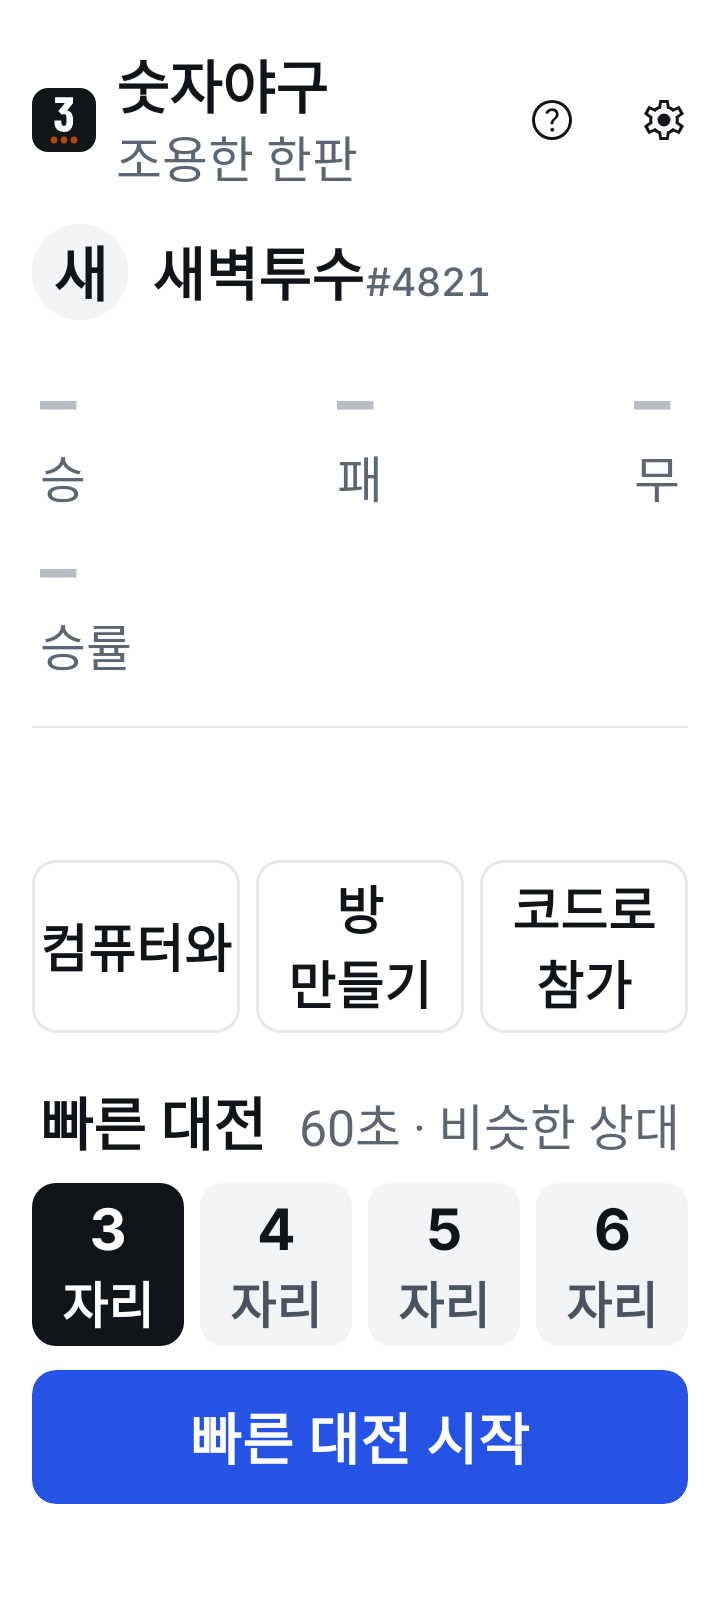 3
숫자야구
조용한 한판
?
새 새벽투수#4821
– – –
승 패 무
–
승률
컴퓨터와
방
만들기
코드로
참가
빠른 대전 60초 · 비슷한 상대
3 4 5 6
자리 자리 자리 자리
빠른 대전 시작